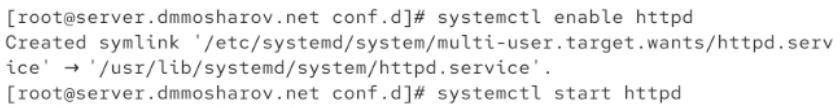 [root@server.dmmosharov.net conf.d]# systemctl enable httpd
Created symlink '/etc/systemd/system/multi-user.target.wants/httpd.serv
ice' → '/usr/lib/systemd/system/httpd.service'.
[root@server.dmmosharov.net conf.d]# systemctl start httpd